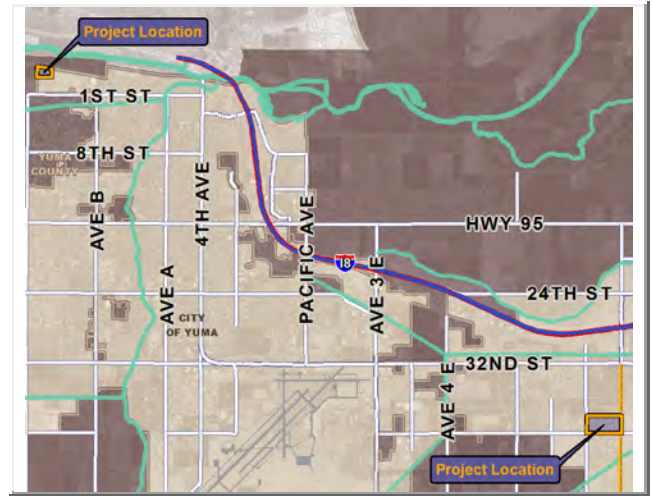 Project Location
1ST ST
8TH ST
YUMA
COUNTY
AVE B
4TH AVE
AVE A
HWY 95
PACIFIC AVE
18
AVE 3 E
24TH ST
CITY
OF YUMA
32ND ST
AVE 4 E
Project Location